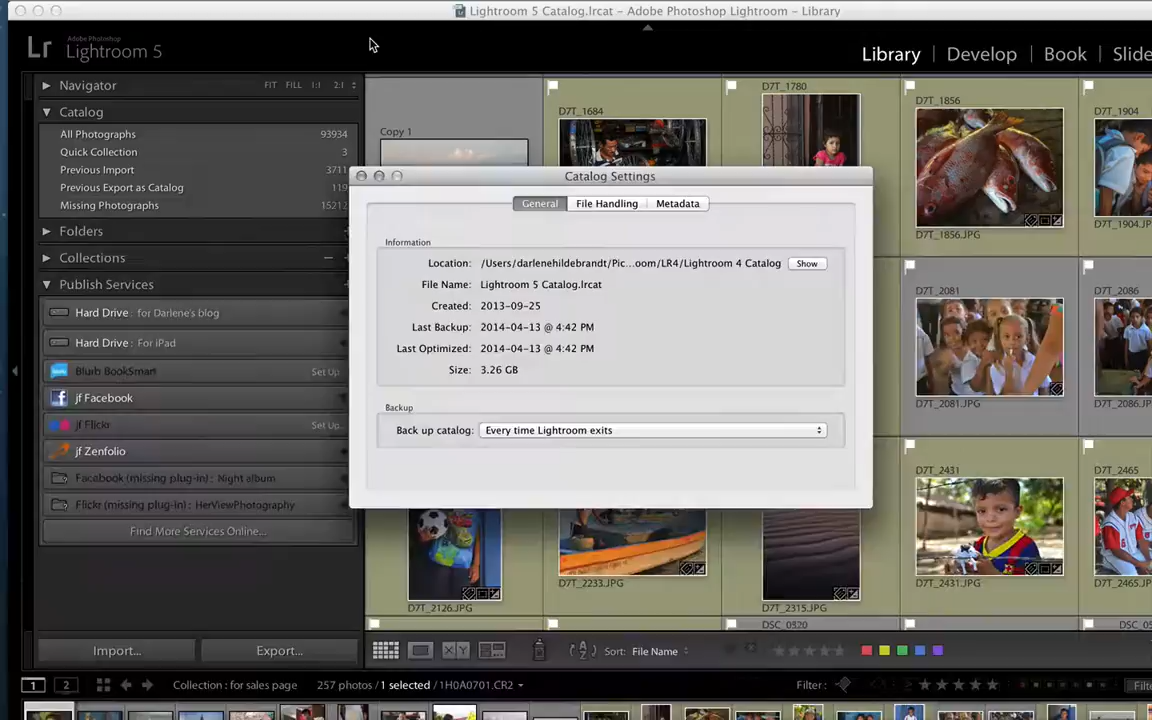 Lightroom 5 Catalog.lrcat – Adobe Photoshop Lightroom – Library
Lr
Adobe Photoshop
Lightroom 5
Library | Develop | Book | Slide
Navigator FIT FILL 1:1 2:1
Catalog
All Photographs 93934
Quick Collection 3
Previous Import 3711
Previous Export as Catalog 119
Missing Photographs 15212
Folders
Collections
Publish Services
Hard Drive : for Darlene's blog
Hard Drive : For iPad
Blurb BookSmart Set Up
jf Facebook
jf Flickr Set Up
jf Zenfolio
Facebook (missing plug-in) : Night album
Flickr (missing plug-in) : HerViewPhotography
Find More Services Online...
Import... Export...
Copy 1
D7T_1684
D7T_1780
D7T_1856
D7T_1904
D7T_1856.JPG
D7T_1904.JPG
Catalog Settings
General File Handling Metadata
Information
Location: /Users/darlenehildebrandt/Pic...oom/LR4/Lightroom 4 Catalog Show
File Name: Lightroom 5 Catalog.lrcat
Created: 2013-09-25
Last Backup: 2014-04-13 @ 4:42 PM
Last Optimized: 2014-04-13 @ 4:42 PM
Size: 3.26 GB
Backup
Back up catalog: Every time Lightroom exits
D7T_2081
D7T_2086
D7T_2081.JPG
D7T_2086.JPG
D7T_2431
D7T_2465
D7T_2126.JPG
D7T_2233.JPG
D7T_2315.JPG
D7T_2431.JPG
D7T_2465.JPG
DSC_0320
X Y
A Z
Sort: File Name
1 2 Collection : for sales page 257 photos / 1 selected / 1H0A0701.CR2 Filter :